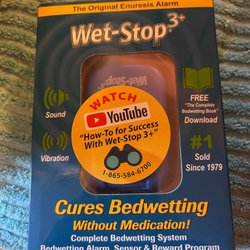 The Original Enuresis Alarm
Wet-Stop 3+
Wet-Stop
Sound
Vibration
WATCH
YouTube
"How-To for Success
With Wet-Stop 3+"
1-865-584-6700
FREE
"The Complete
Bedwetting Book"
Download
#1
Sold
Since 1979
Cures Bedwetting
Without Medication!
Complete Bedwetting System
Bedwetting Alarm, Sensor & Reward Program